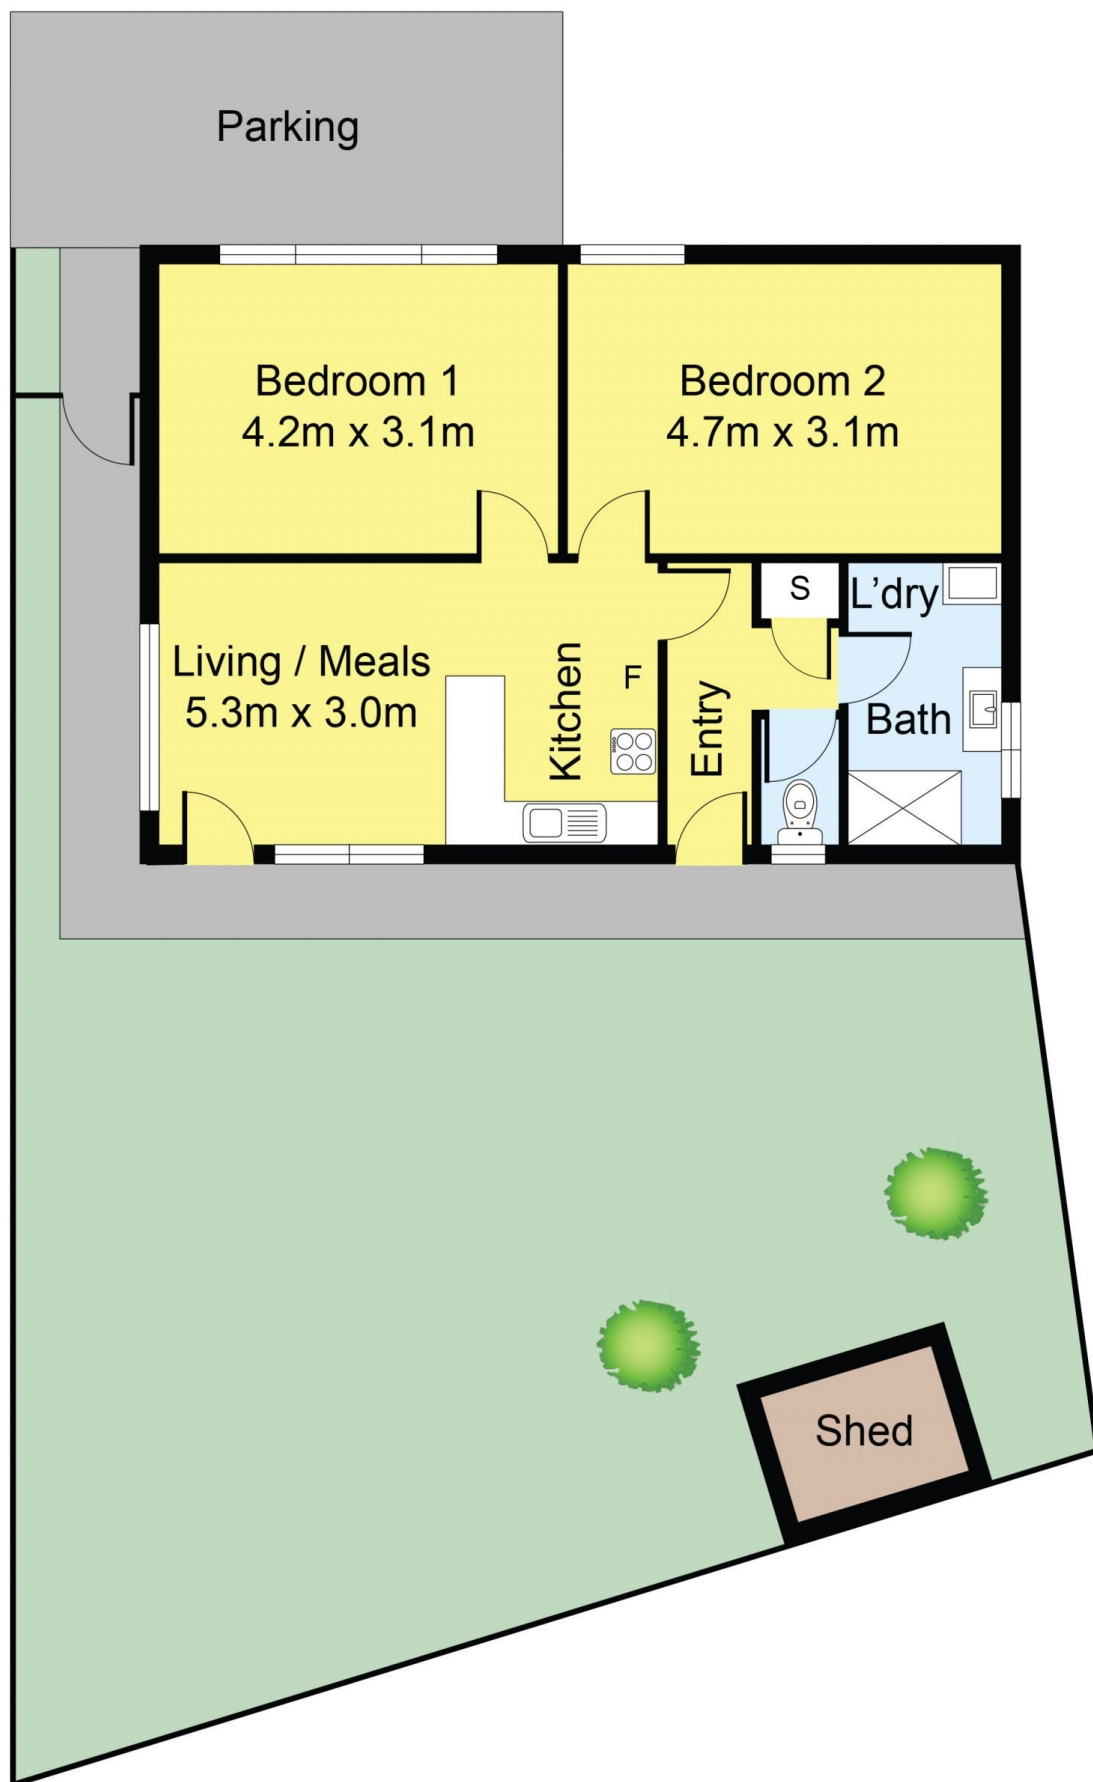 Parking
Bedroom 1
4.2m x 3.1m
Bedroom 2
4.7m x 3.1m
Living / Meals
5.3m x 3.0m
Kitchen
F
Entry
S
L'dry
Bath
Shed